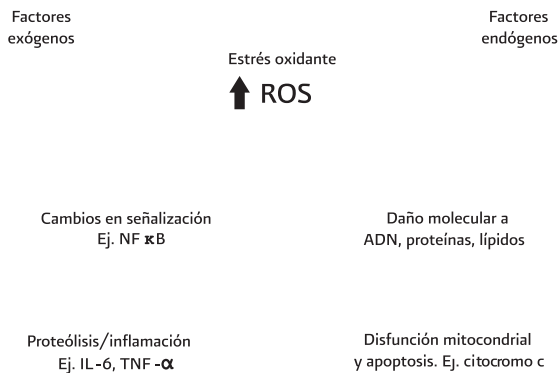 Factores
exógenos
Factores
endógenos
Estrés oxidante
ROS
Cambios en señalización
Ej. NF κB
Daño molecular a
ADN, proteínas, lípidos
Proteólisis/inflamación
Ej. IL-6, TNF-α
Disfunción mitocondrial
y apoptosis. Ej. citocromo c